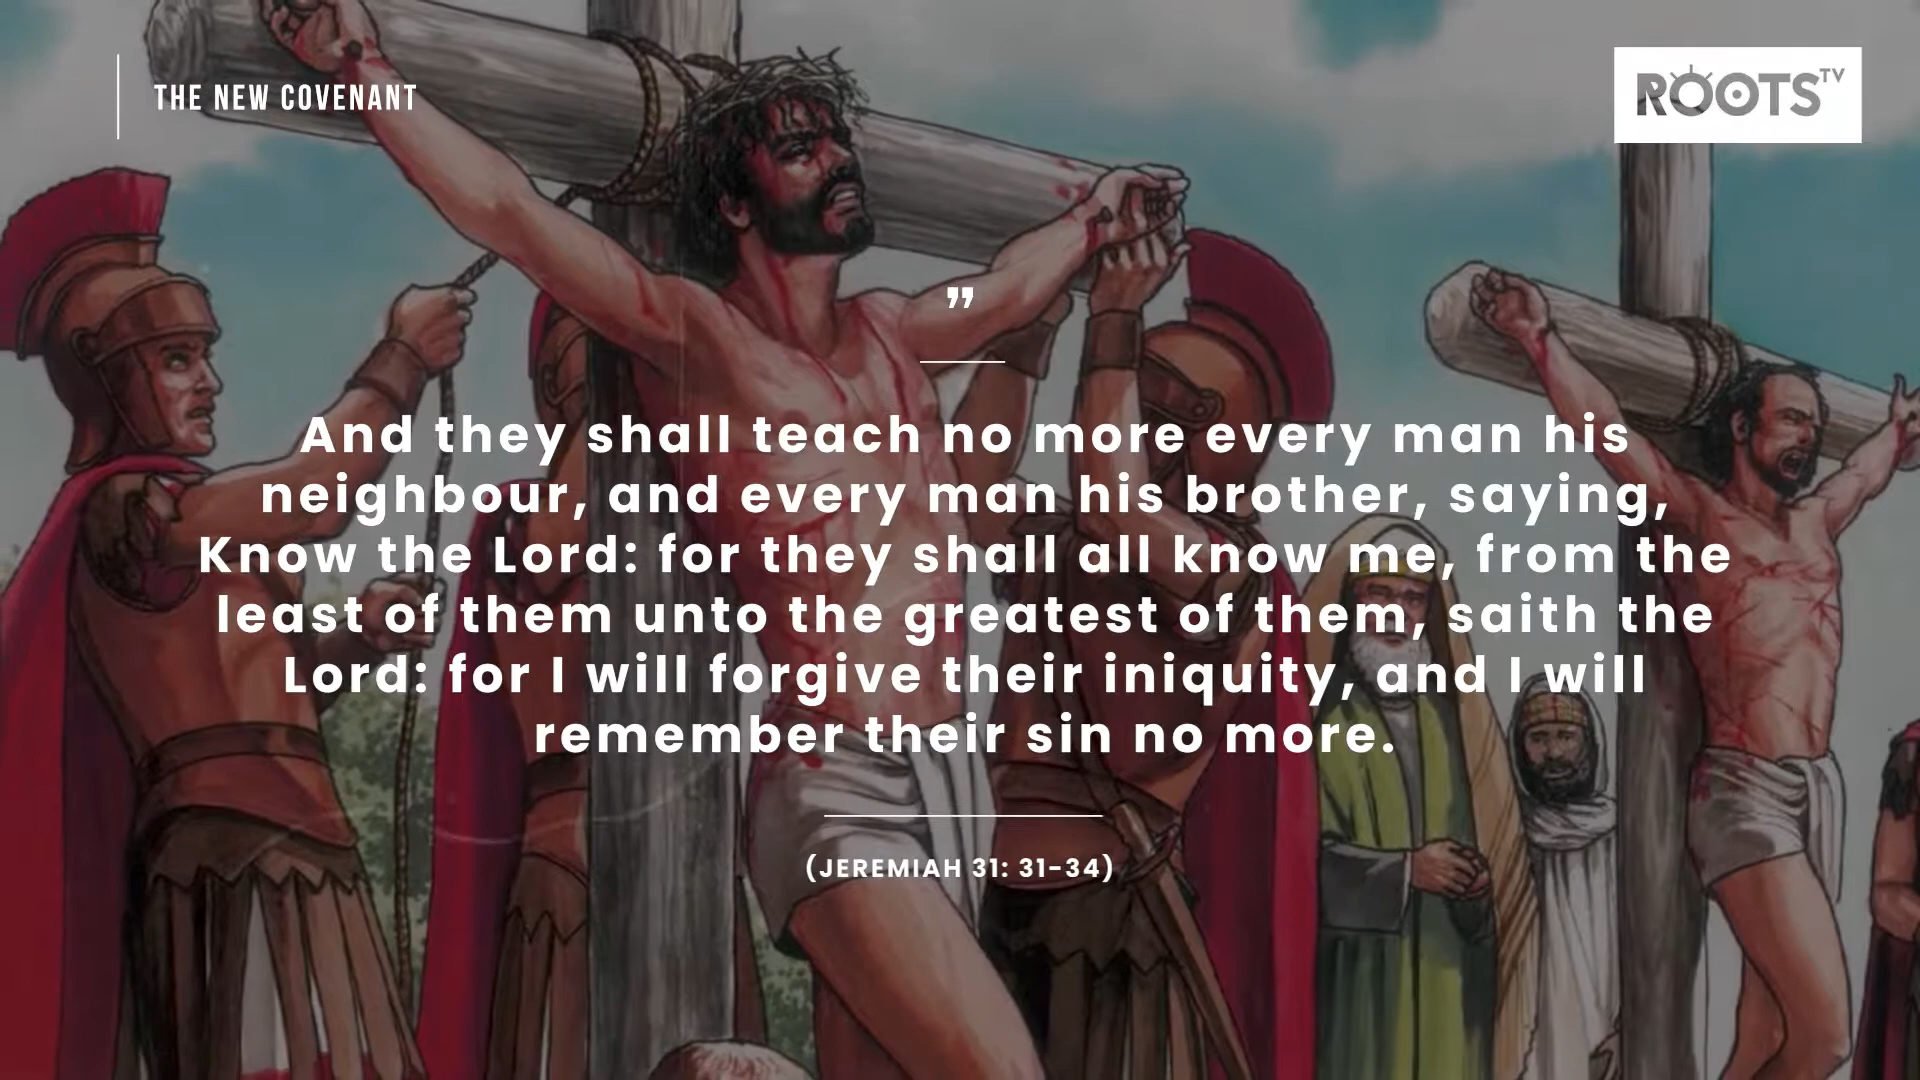 THE NEW COVENANT
ROOTS TV
”
And they shall teach no more every man his
neighbour, and every man his brother, saying,
Know the Lord: for they shall all know me, from the
least of them unto the greatest of them, saith the
Lord: for I will forgive their iniquity, and I will
remember their sin no more.
(JEREMIAH 31: 31-34)